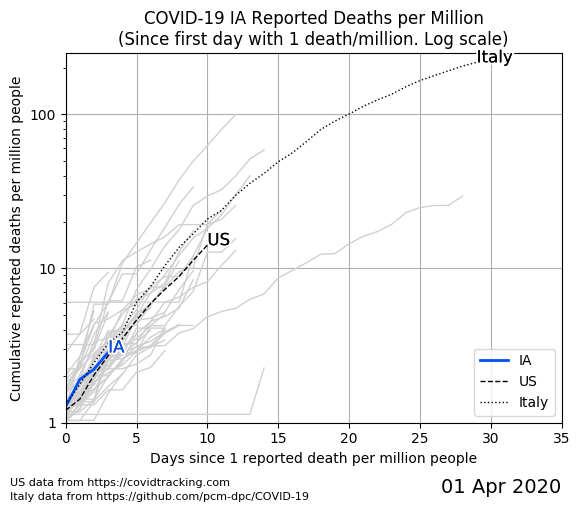 COVID-19 IA Reported Deaths per Million
(Since first day with 1 death/million. Log scale)
Italy
100
US
10
IA
IA
US
Italy
1
0 5 10 15 20 25 30 35
Cumulative reported deaths per million people
Days since 1 reported death per million people
US data from https://covidtracking.com
Italy data from https://github.com/pcm-dpc/COVID-19
01 Apr 2020